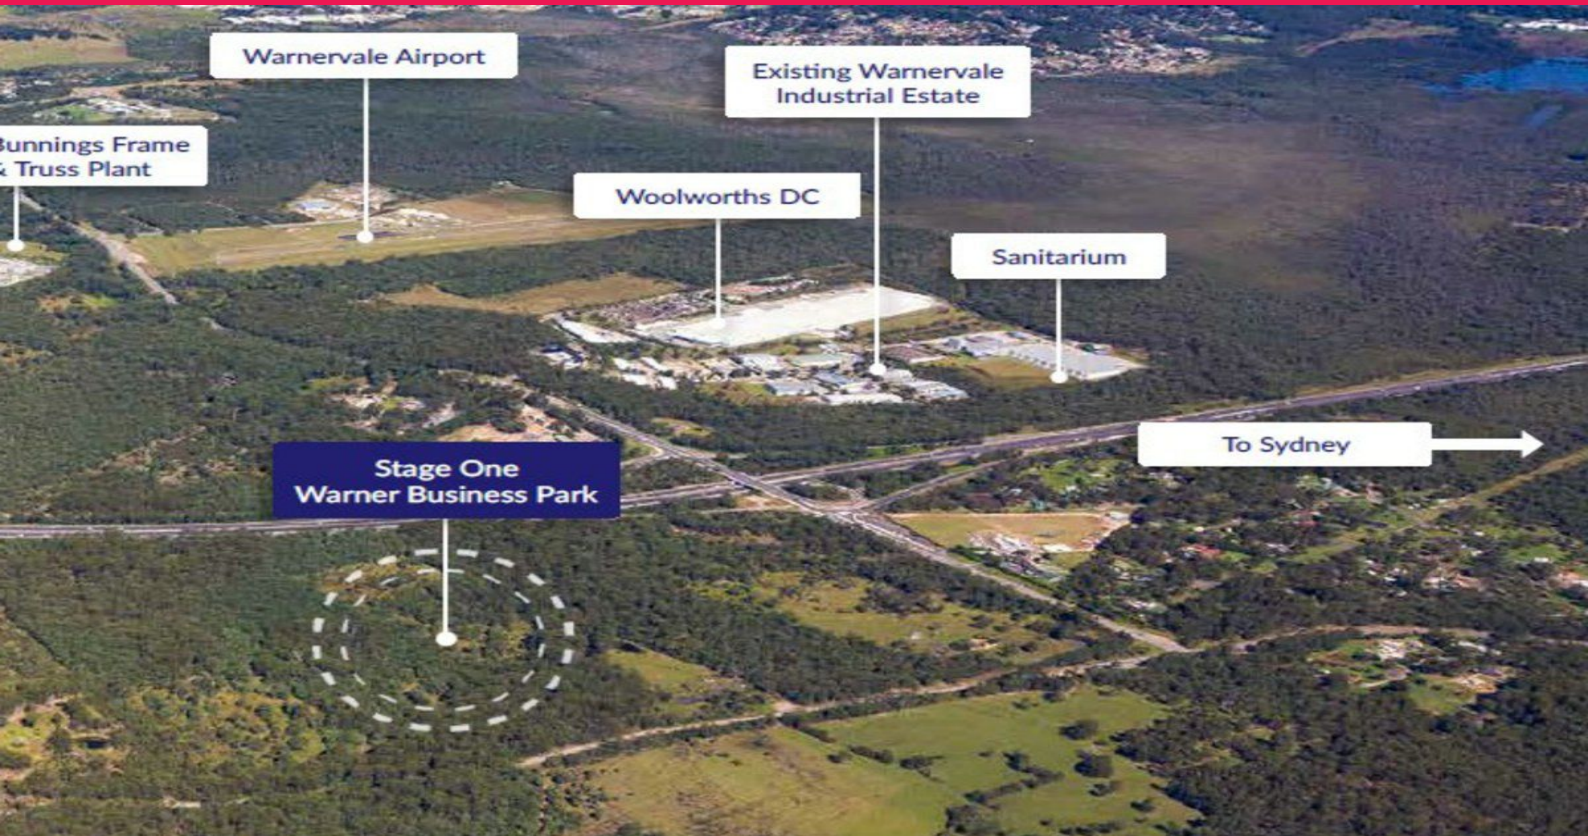 Warnervale Airport
Existing Warnervale
Industrial Estate
Bunnings Frame
& Truss Plant
Woolworths DC
Sanitarium
To Sydney
Stage One
Warner Business Park